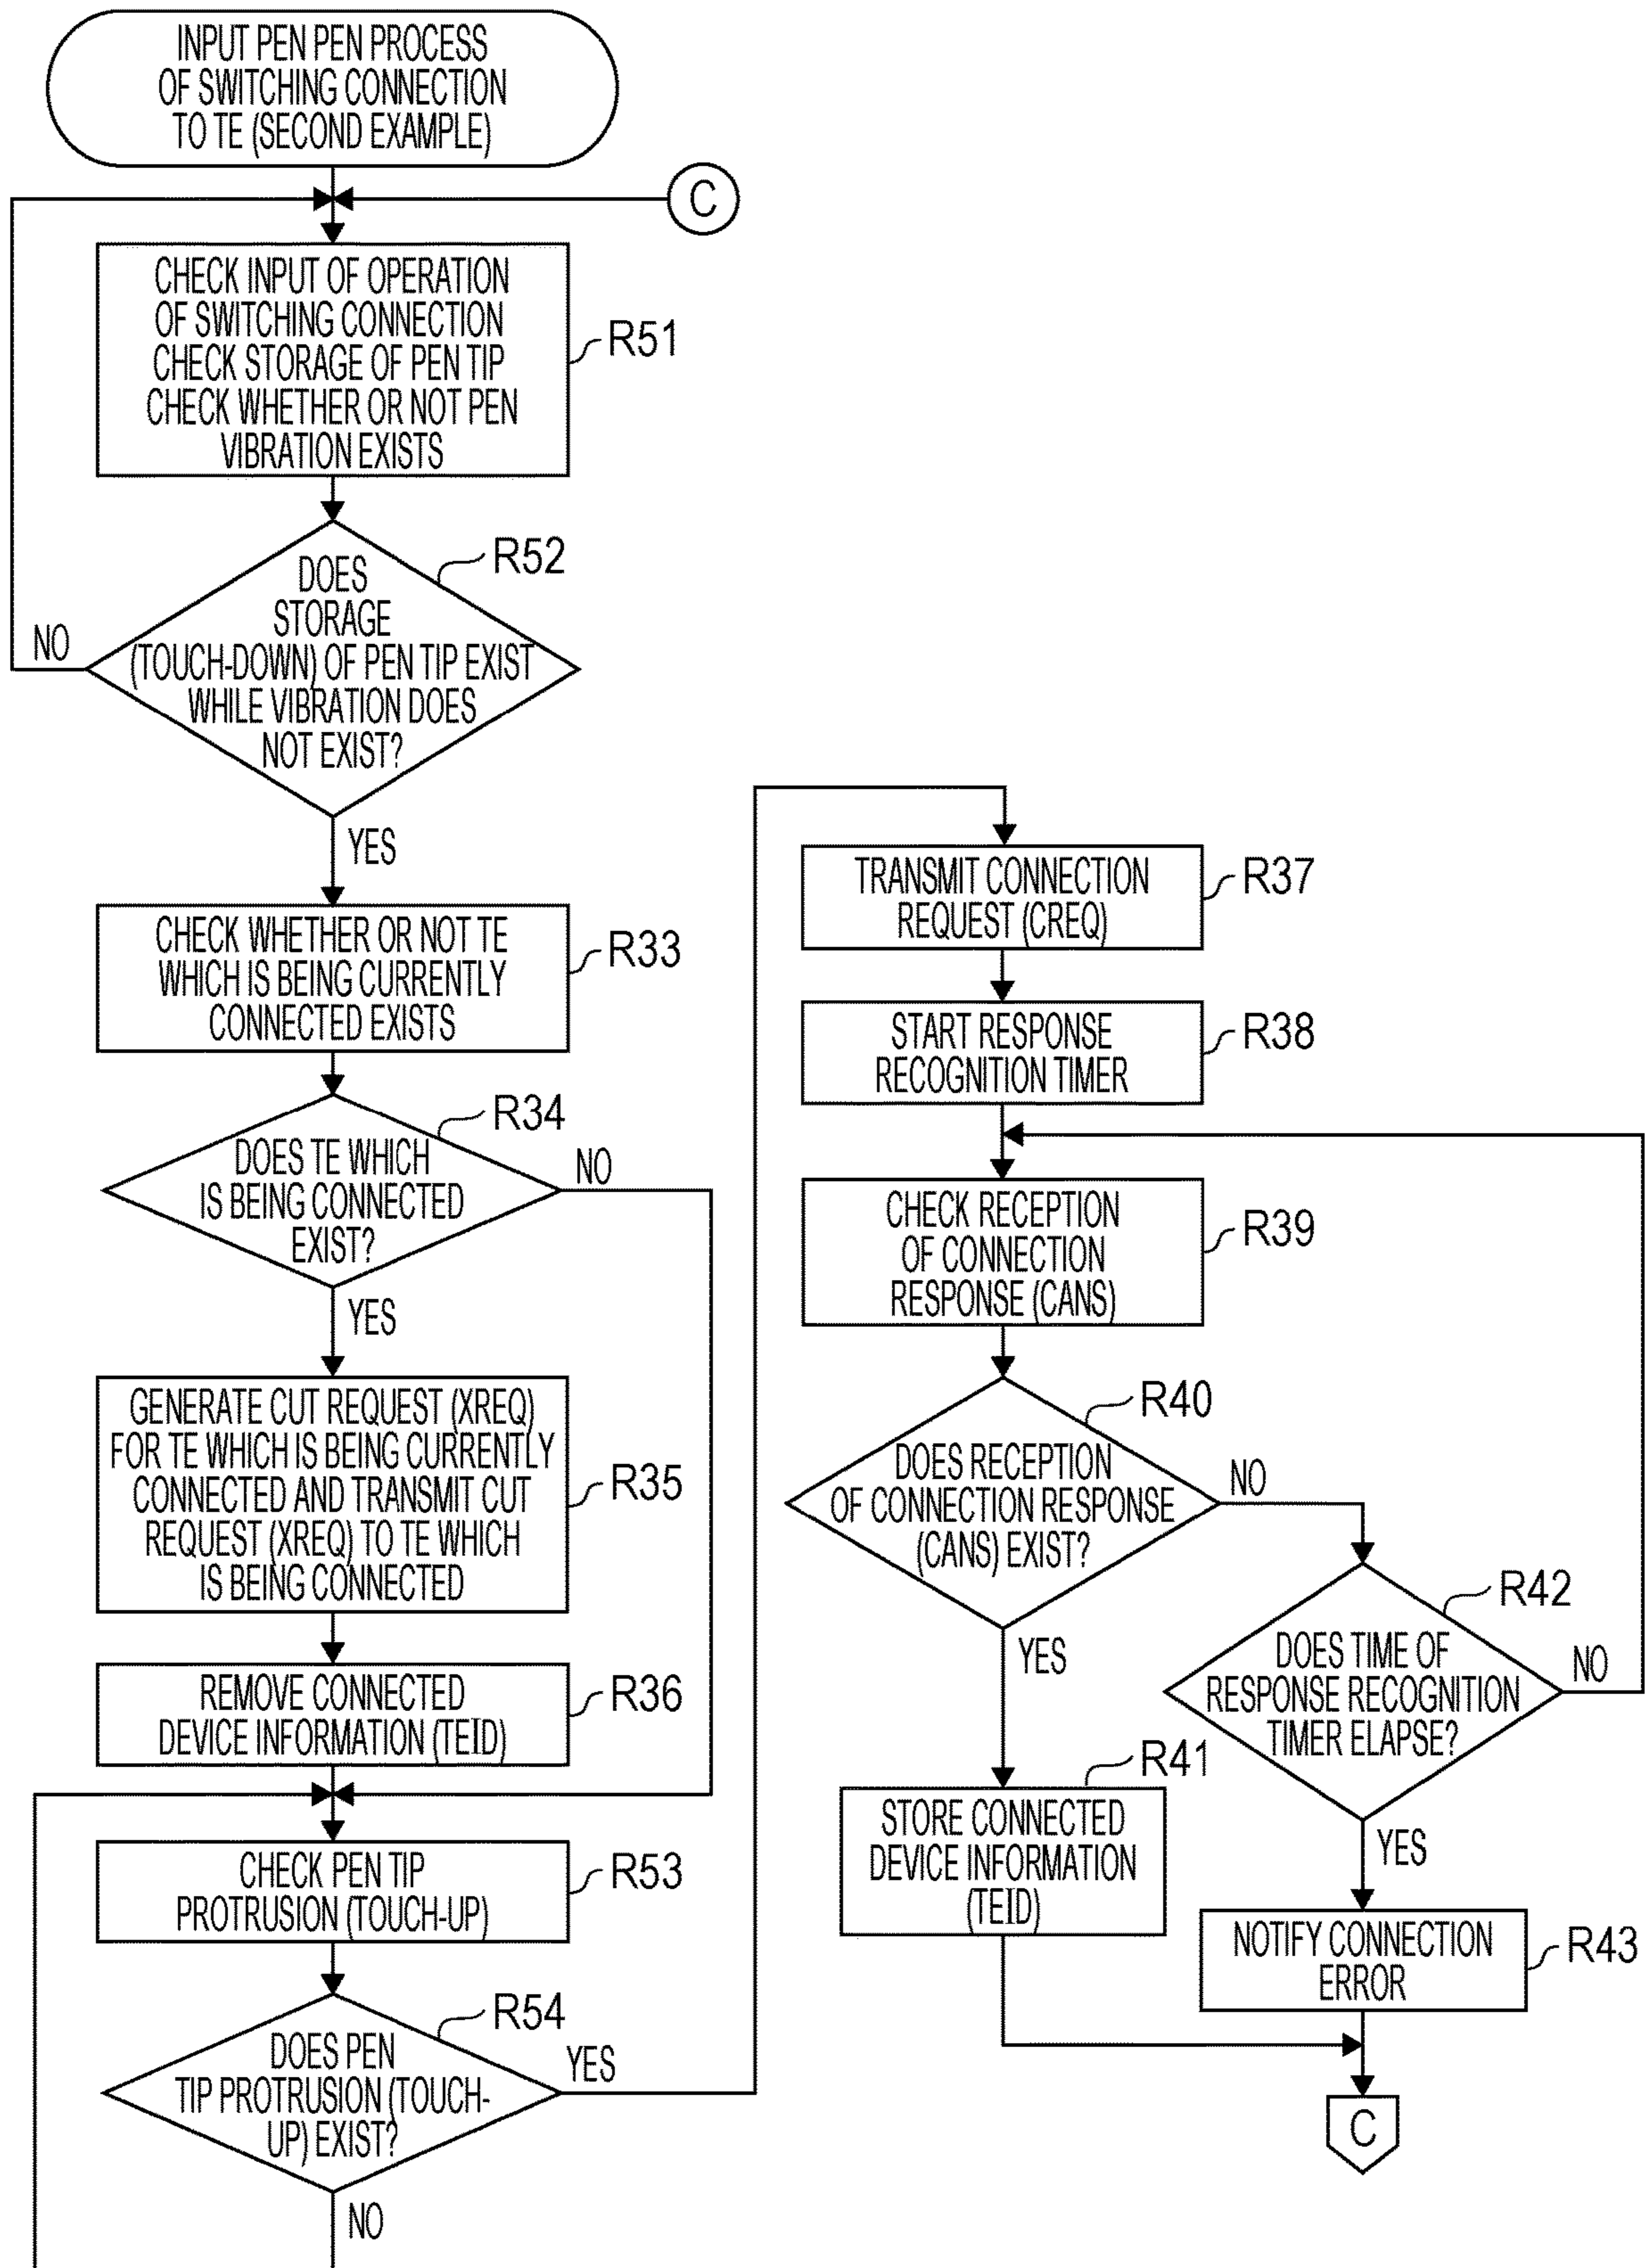 INPUT PEN PEN PROCESS
OF SWITCHING CONNECTION
TO TE (SECOND EXAMPLE)
C
CHECK INPUT OF OPERATION
OF SWITCHING CONNECTION
CHECK STORAGE OF PEN TIP
CHECK WHETHER OR NOT PEN
VIBRATION EXISTS
R51
R52
DOES
STORAGE
(TOUCH-DOWN) OF PEN TIP EXIST
WHILE VIBRATION DOES
NOT EXIST?
NO
YES
CHECK WHETHER OR NOT TE
WHICH IS BEING CURRENTLY
CONNECTED EXISTS
R33
R34
DOES TE WHICH
IS BEING CONNECTED
EXIST?
NO
YES
GENERATE CUT REQUEST (XREQ)
FOR TE WHICH IS BEING CURRENTLY
CONNECTED AND TRANSMIT CUT
REQUEST (XREQ) TO TE WHICH
IS BEING CONNECTED
R35
REMOVE CONNECTED
DEVICE INFORMATION (TEID)
R36
CHECK PEN TIP
PROTRUSION (TOUCH-UP)
R53
R54
DOES PEN
TIP PROTRUSION (TOUCH-
UP) EXIST?
YES
NO
TRANSMIT CONNECTION
REQUEST (CREQ)
R37
START RESPONSE
RECOGNITION TIMER
R38
CHECK RECEPTION
OF CONNECTION
RESPONSE (CANS)
R39
R40
DOES RECEPTION
OF CONNECTION RESPONSE
(CANS) EXIST?
NO
YES
R42
DOES TIME OF
RESPONSE RECOGNITION
TIMER ELAPSE?
NO
YES
R41
STORE CONNECTED
DEVICE INFORMATION
(TEID)
NOTIFY CONNECTION
ERROR
R43
C